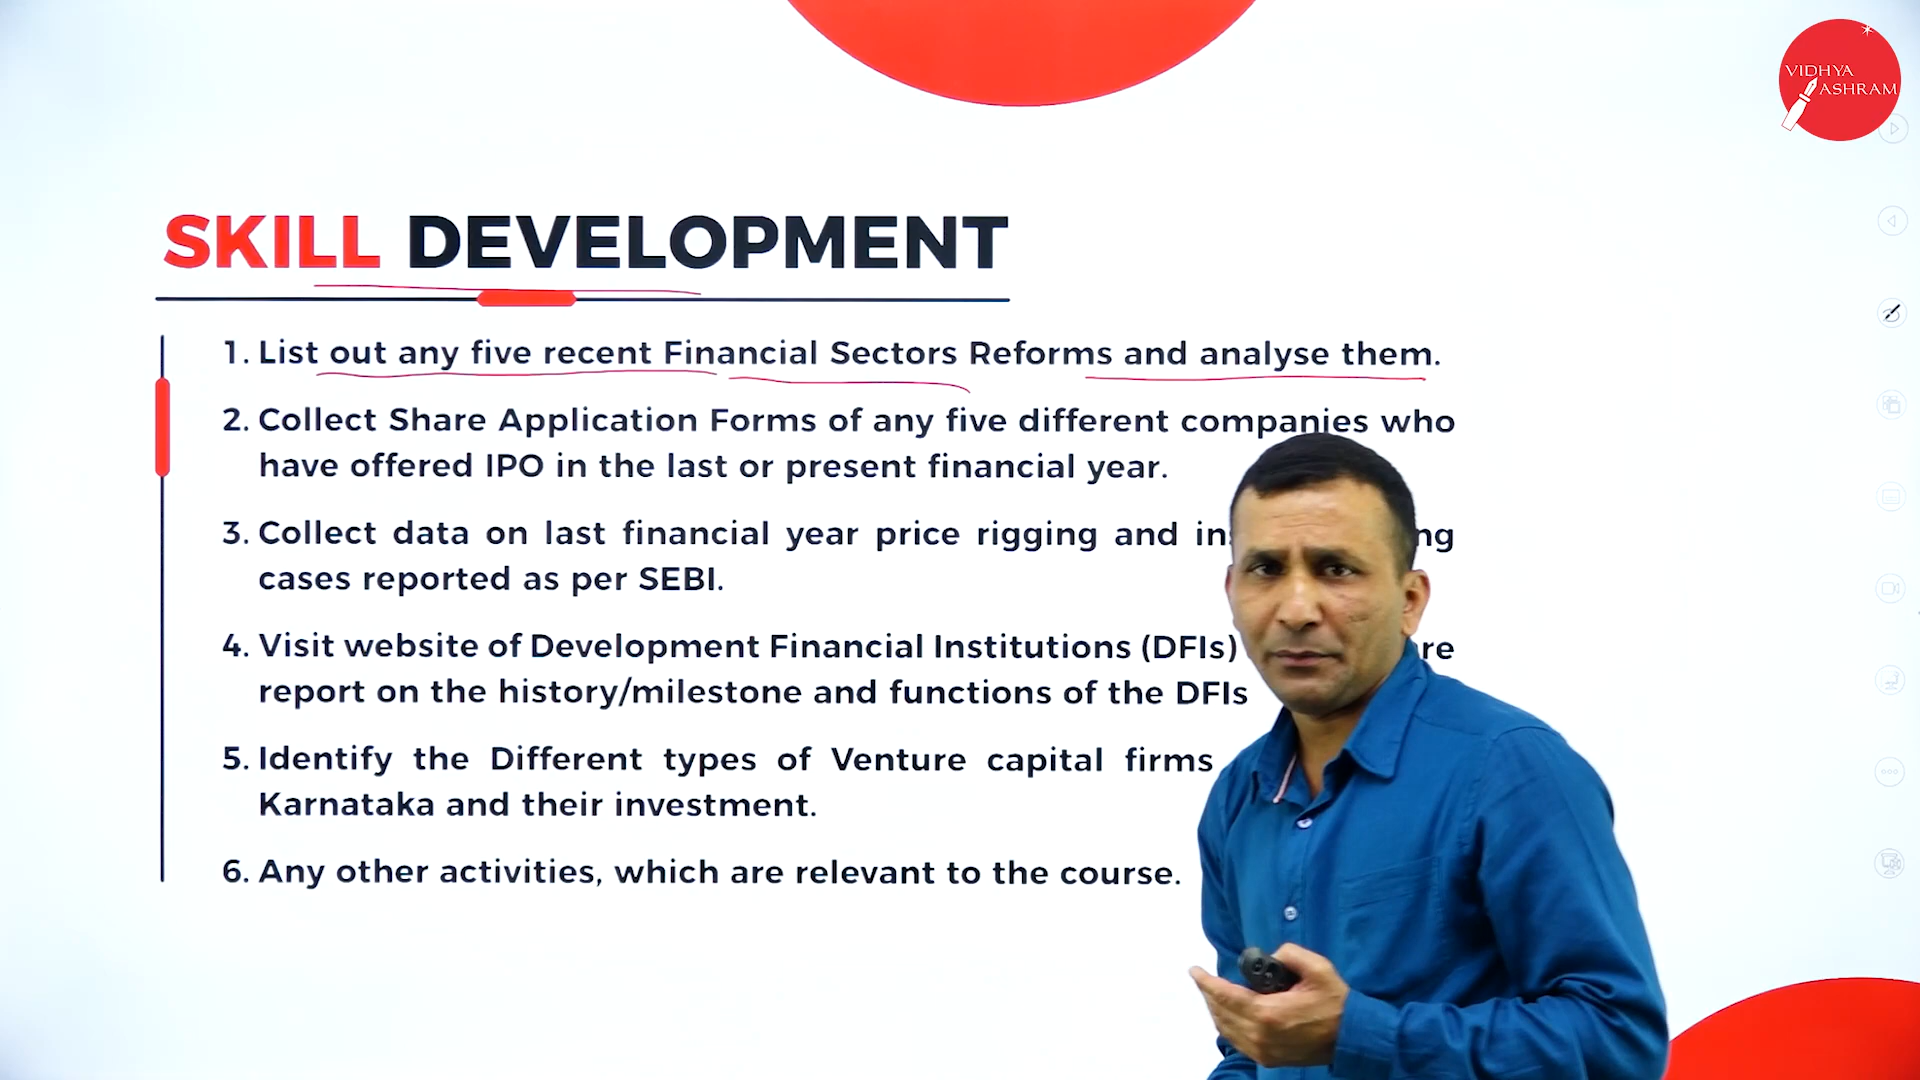 VIDHYA
ASHRAM
SKILL DEVELOPMENT
1. List out any five recent Financial Sectors Reforms and analyse them.
2. Collect Share Application Forms of any five different companies who
have offered IPO in the last or present financial year.
3. Collect data on last financial year price rigging and
cases reported as per SEBI.
4. Visit website of Development Financial Institutions (DFIs)
report on the history/milestone and functions of the DFIs
5. Identify the Different types of Venture capital firms
Karnataka and their investment.
6. Any other activities, which are relevant to the course.